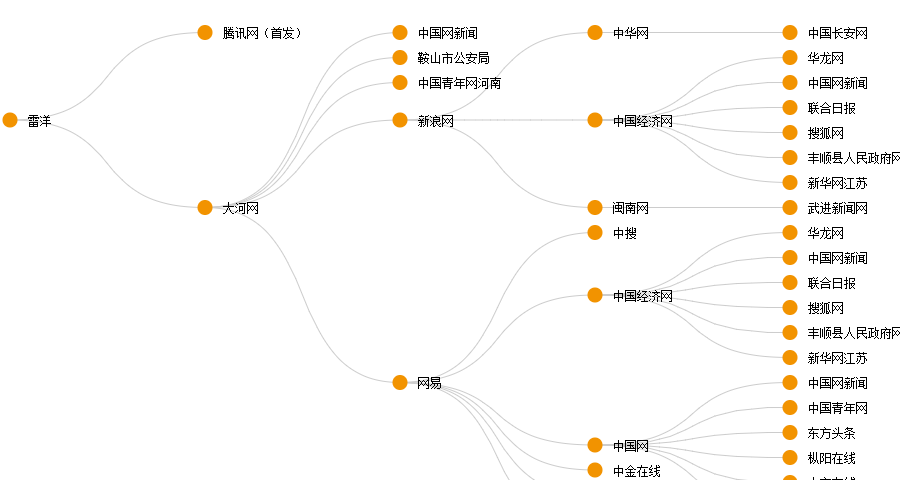 雷洋
腾讯网（首发）
大河网
中国网新闻
鞍山市公安局
中国青年网河南
新浪网
网易
中华网
中国经济网
闽南网
中搜
中国经济网
中国网
中金在线
中国长安网
华龙网
中国网新闻
联合日报
搜狐网
丰顺县人民政府网
新华网江苏
武进新闻网
华龙网
中国网新闻
联合日报
搜狐网
丰顺县人民政府网
新华网江苏
中国网新闻
中国青年网
东方头条
枞阳在线